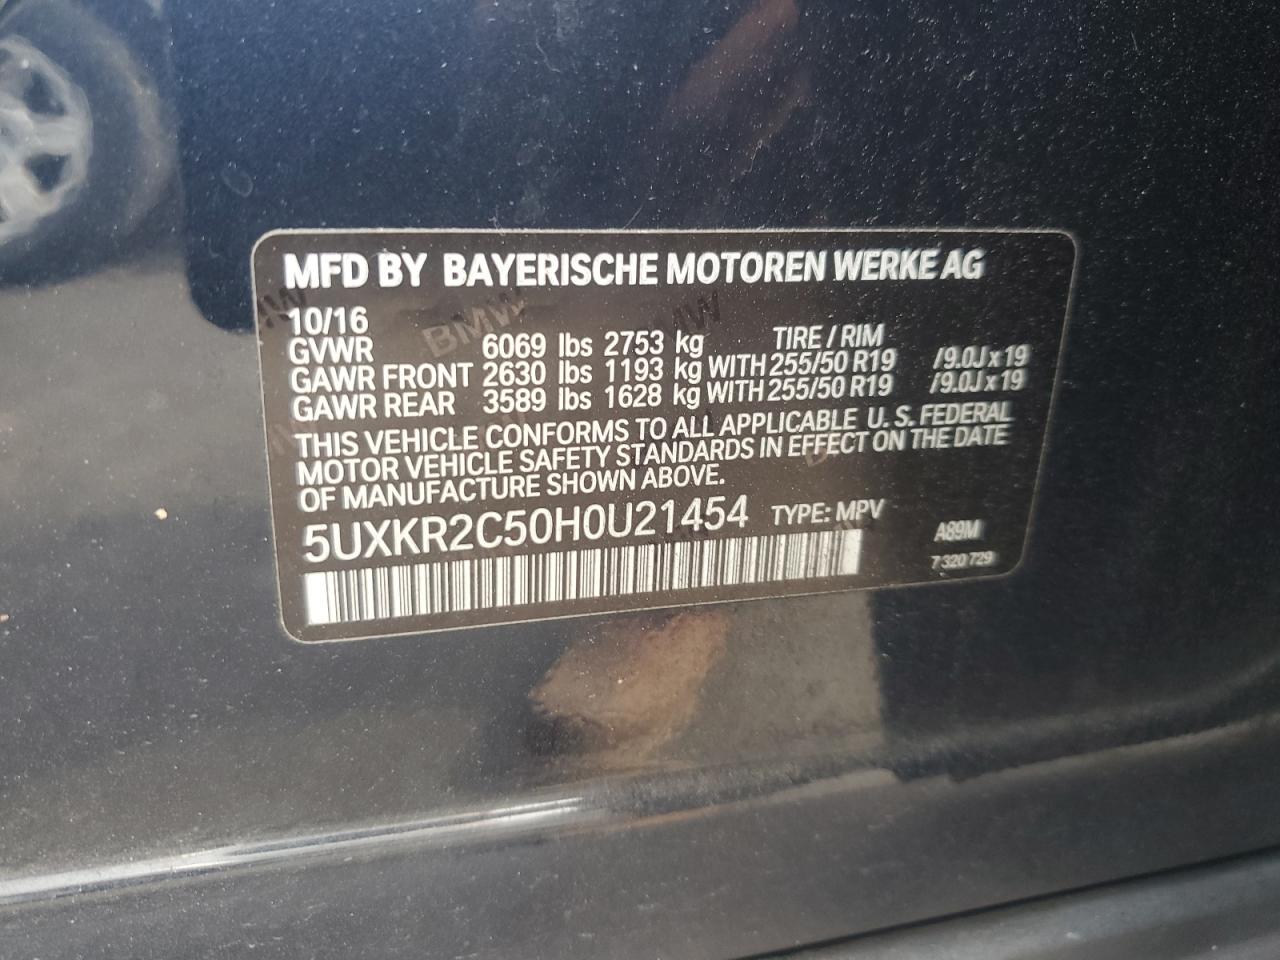 MFD BY BAYERISCHE MOTOREN WERKE AG
10/16
GVWR 6069 lbs 2753 kg TIRE / RIM
GAWR FRONT 2630 lbs 1193 kg WITH 255/50 R19 /9.0J x 19
GAWR REAR 3589 lbs 1628 kg WITH 255/50 R19 /9.0J x 19
THIS VEHICLE CONFORMS TO ALL APPLICABLE U. S. FEDERAL
MOTOR VEHICLE SAFETY STANDARDS IN EFFECT ON THE DATE
OF MANUFACTURE SHOWN ABOVE.
5UXKR2C50H0U21454 TYPE: MPV
A89M
7 320 729
BMW